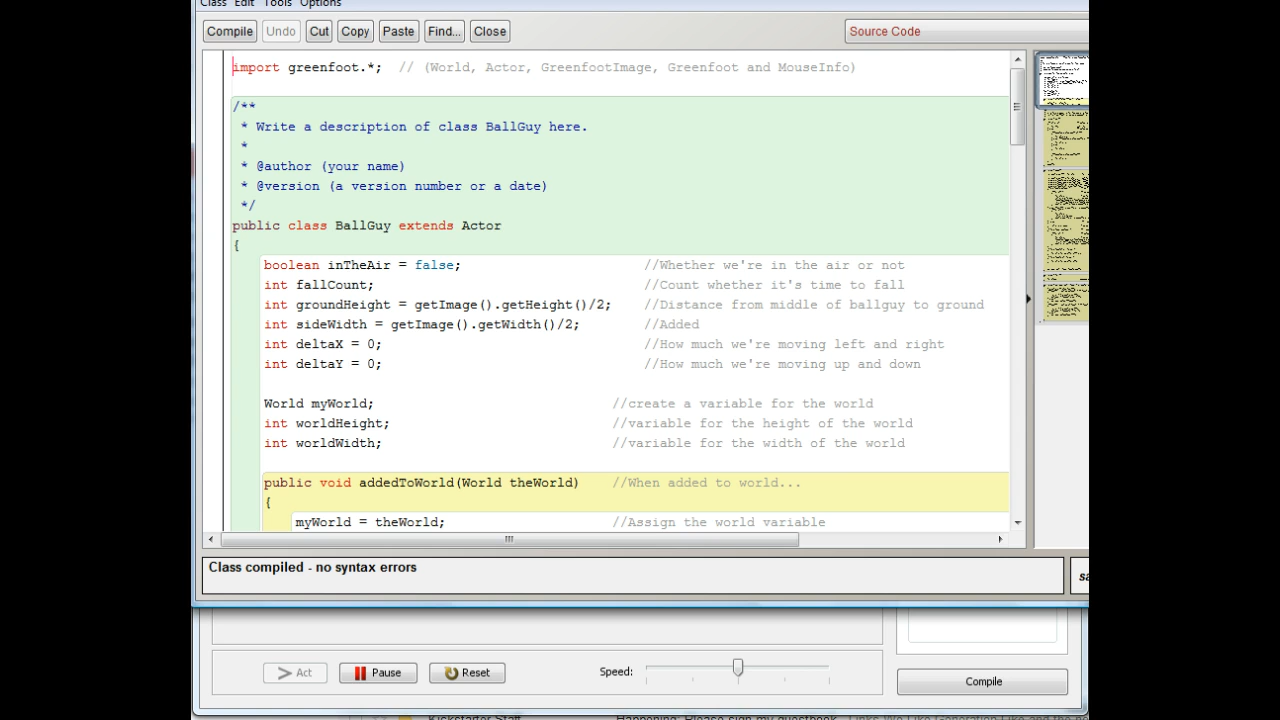 Class Edit Tools Options
Compile Undo Cut Copy Paste Find... Close Source Code
import greenfoot.*; // (World, Actor, GreenfootImage, Greenfoot and MouseInfo)
/**
* Write a description of class BallGuy here.
*
* @author (your name)
* @version (a version number or a date)
*/
public class BallGuy extends Actor
{
boolean inTheAir = false; //Whether we're in the air or not
int fallCount; //Count whether it's time to fall
int groundHeight = getImage().getHeight()/2; //Distance from middle of ballguy to ground
int sideWidth = getImage().getWidth()/2; //Added
int deltaX = 0; //How much we're moving left and right
int deltaY = 0; //How much we're moving up and down
World myWorld; //create a variable for the world
int worldHeight; //variable for the height of the world
int worldWidth; //variable for the width of the world
public void addedToWorld(World theWorld) //When added to world...
{
myWorld = theWorld; //Assign the world variable
Class compiled - no syntax errors
Act Pause Reset Speed: Compile
Kickstarter Staff Happening: Please sign my guestbook